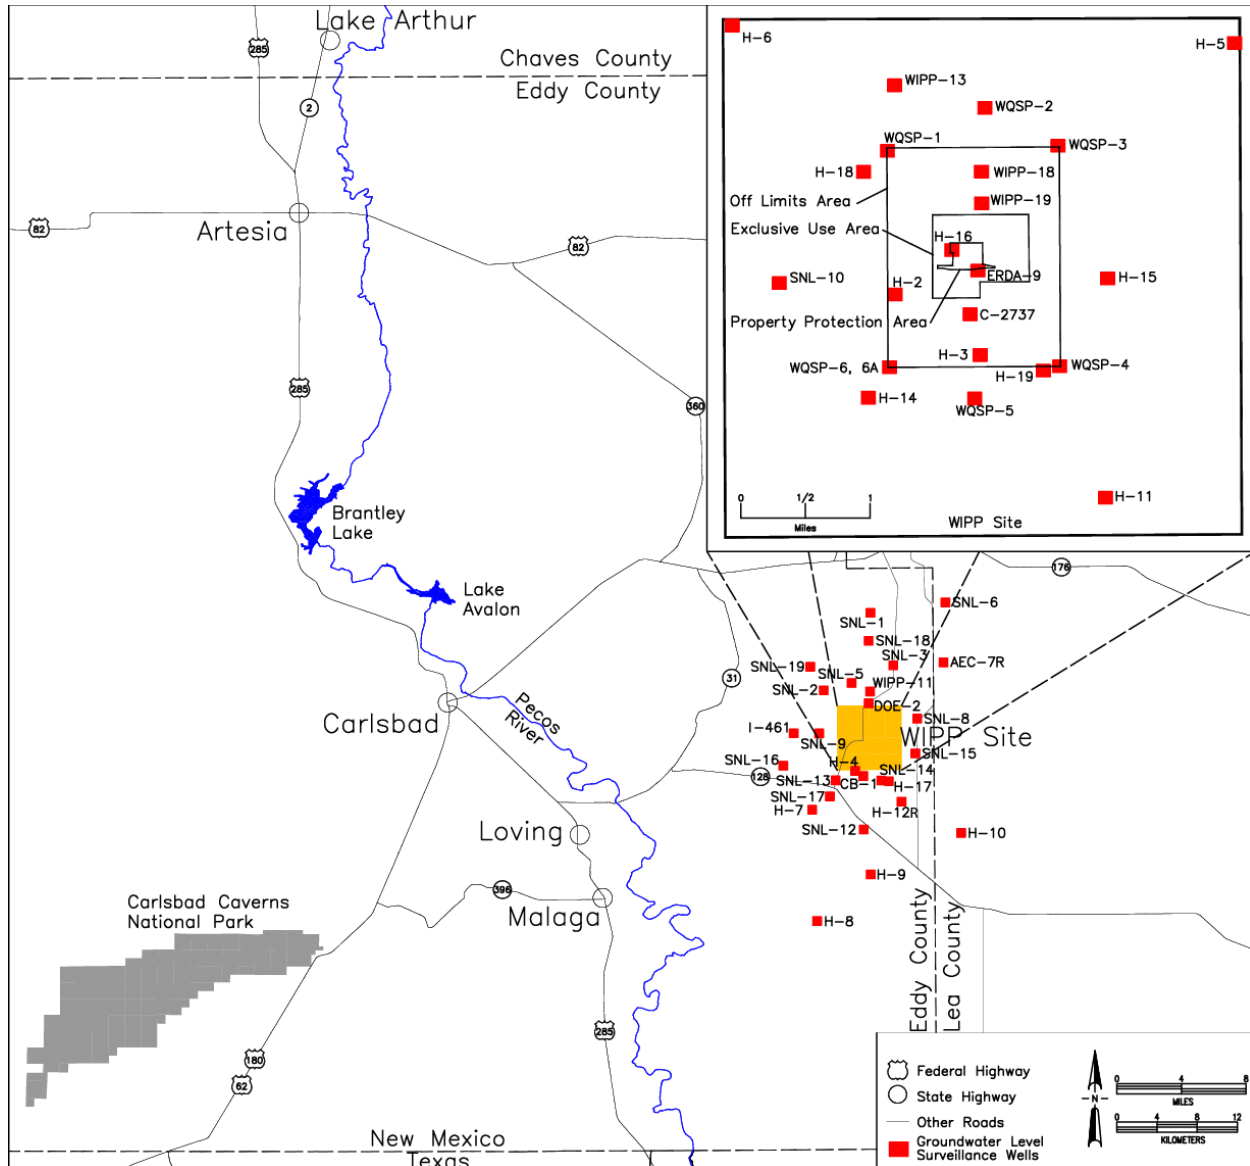 Lake Arthur
285
Chaves County
Eddy County
2
Artesia
82
82
285
360
Brantley
Lake
Lake
Avalon
Carlsbad
Pecos
River
31
128
Loving
396
Malaga
285
Carlsbad Caverns
National Park
180
62
New Mexico
Texas
H-6
H-5
WIPP-13
WQSP-2
WQSP-1
WQSP-3
H-18
WIPP-18
Off Limits Area
WIPP-19
Exclusive Use Area
H-16
SNL-10
ERDA-9
H-15
H-2
Property Protection Area
C-2737
H-3
WQSP-6, 6A
H-19
WQSP-4
H-14
WQSP-5
H-11
0
1/2
1
Miles
WIPP Site
176
SNL-6
SNL-1
SNL-18
SNL-3
SNL-19
SNL-5
AEC-7R
SNL-2
WIPP-11
DOE-2
SNL-8
I-461
SNL-9
WIPP Site
SNL-15
SNL-16
H-4
SNL-14
SNL-13
CB-1
H-17
SNL-17
H-7
H-12R
SNL-12
H-10
H-9
H-8
Eddy County
Lea County
Federal Highway
State Highway
Other Roads
Groundwater Level
Surveillance Wells
N
0 4 8
MILES
0 4 8 12
KILOMETERS